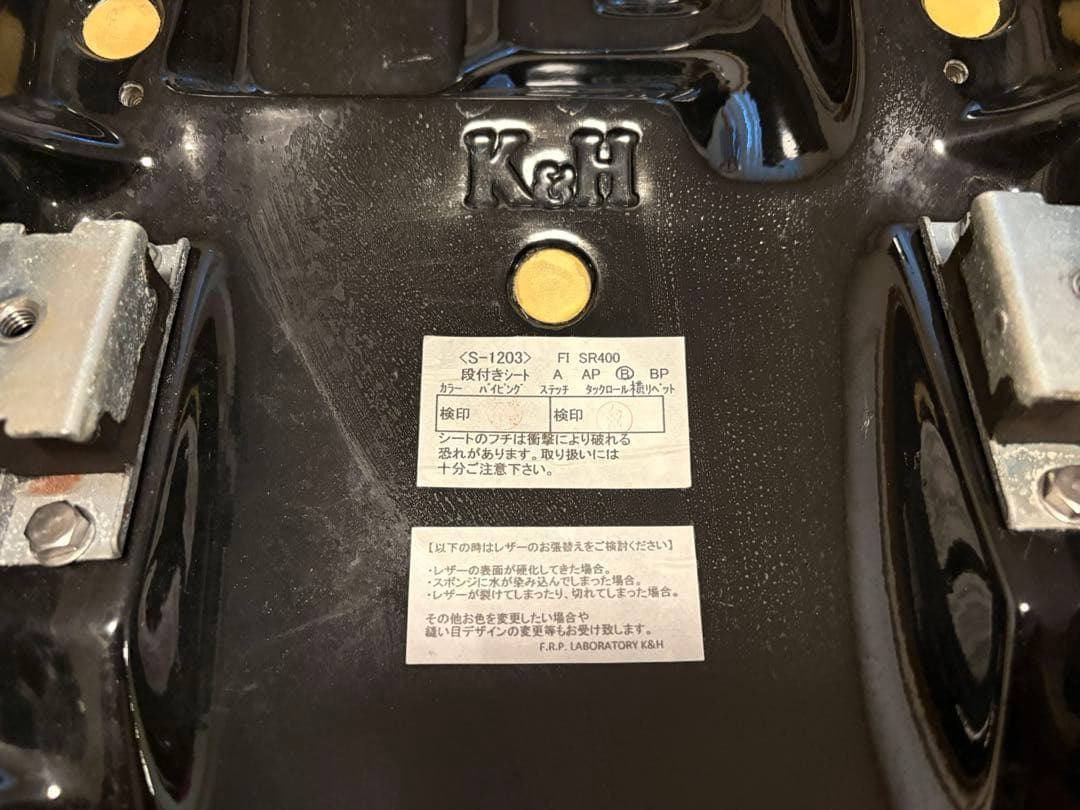 K&H
<S-1203> FI SR400
段付きシート A AP Ⓑ BP
カラー パイピング ステッチ タックロール横リベット
検印 検印
シートのフチは衝撃により破れる
恐れがあります。取り扱いには
十分ご注意下さい。
【以下の時はレザーのお張替えをご検討ください】
・レザーの表面が硬化してきた場合。
・スポンジに水が染み込んでしまった場合。
・レザーが裂けてしまったり、切れてしまった場合。
その他お色を変更したい場合や
縫い目デザインの変更等もお受け致します。
F.R.P. LABORATORY K&H